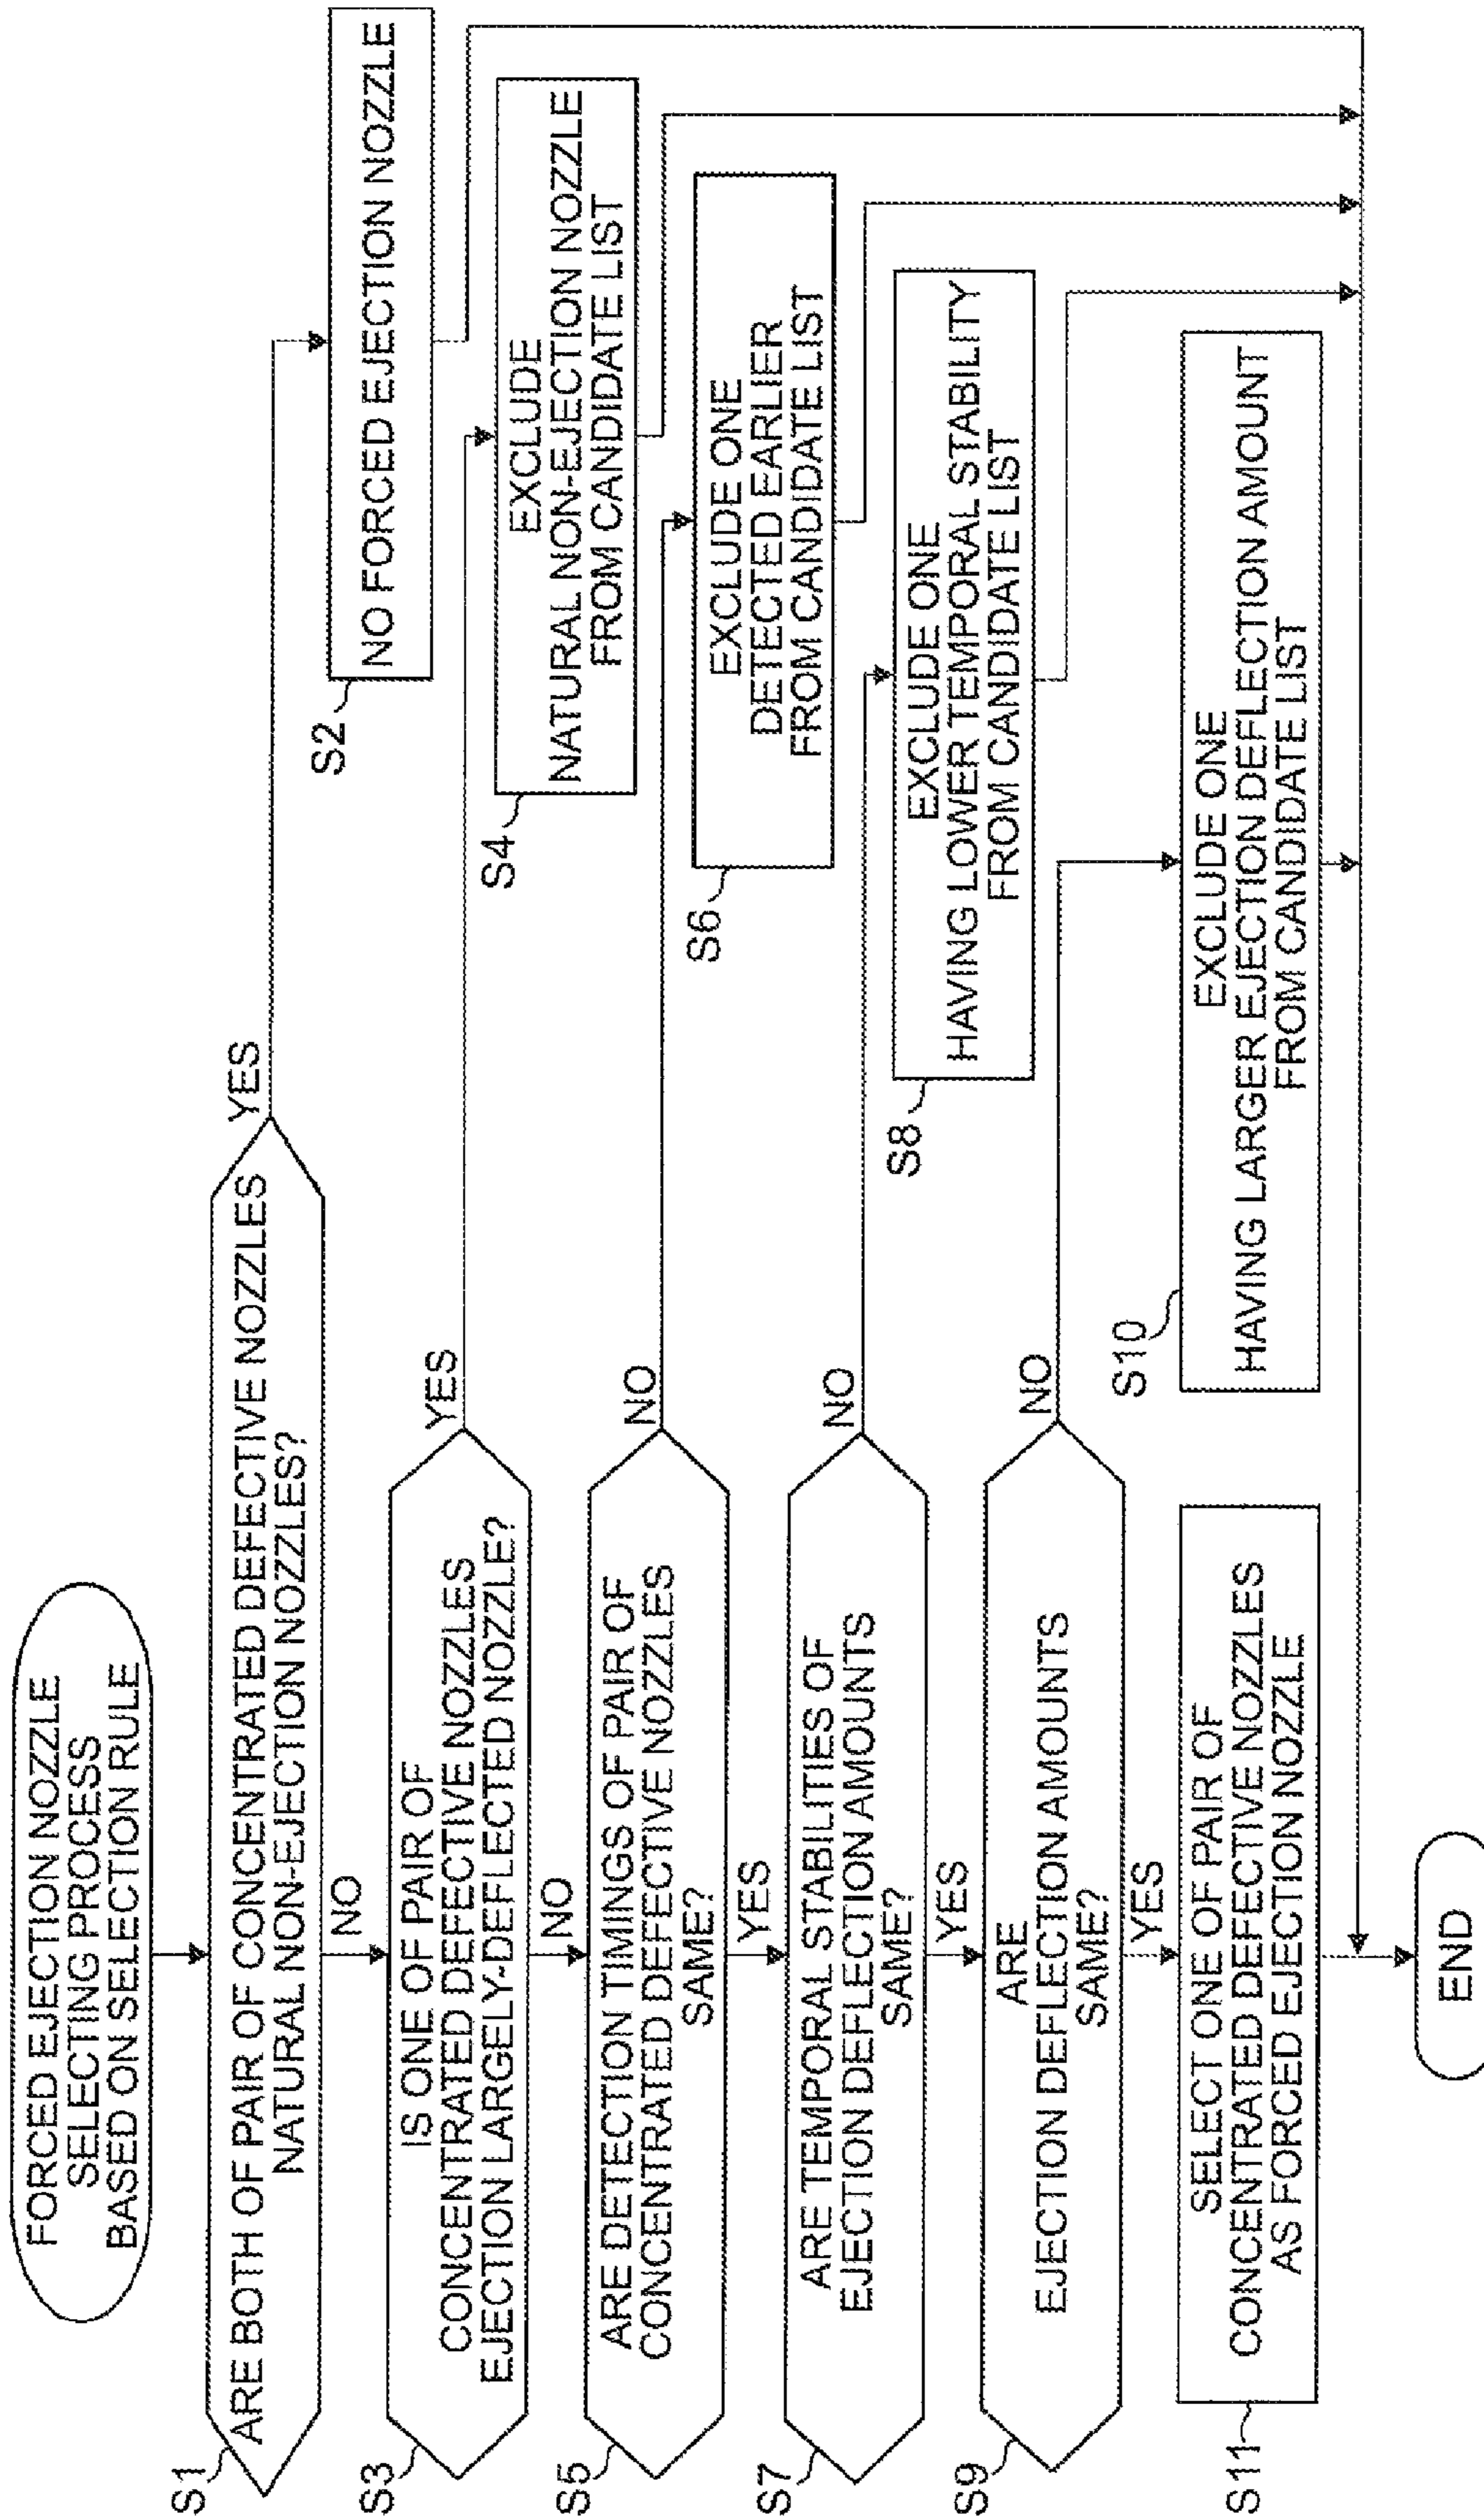 FORCED EJECTION NOZZLE
SELECTING PROCESS
BASED ON SELECTION RULE
S1
ARE BOTH OF PAIR OF CONCENTRATED DEFECTIVE NOZZLES
NATURAL NON-EJECTION NOZZLES?
YES
NO
S2
NO FORCED EJECTION NOZZLE
S3
IS ONE OF PAIR OF
CONCENTRATED DEFECTIVE NOZZLES
EJECTION LARGELY-DEFLECTED NOZZLE?
YES
NO
S4
EXCLUDE
NATURAL NON-EJECTION NOZZLE
FROM CANDIDATE LIST
S5
ARE DETECTION TIMINGS OF PAIR OF
CONCENTRATED DEFECTIVE NOZZLES
SAME?
NO
YES
S6
EXCLUDE ONE
DETECTED EARLIER
FROM CANDIDATE LIST
S7
ARE TEMPORAL STABILITIES OF
EJECTION DEFLECTION AMOUNTS
SAME?
NO
YES
S8
EXCLUDE ONE
HAVING LOWER TEMPORAL STABILITY
FROM CANDIDATE LIST
S9
ARE
EJECTION DEFLECTION AMOUNTS
SAME?
NO
YES
S10
EXCLUDE ONE
HAVING LARGER EJECTION DEFLECTION AMOUNT
FROM CANDIDATE LIST
S11
SELECT ONE OF PAIR OF
CONCENTRATED DEFECTIVE NOZZLES
AS FORCED EJECTION NOZZLE
END